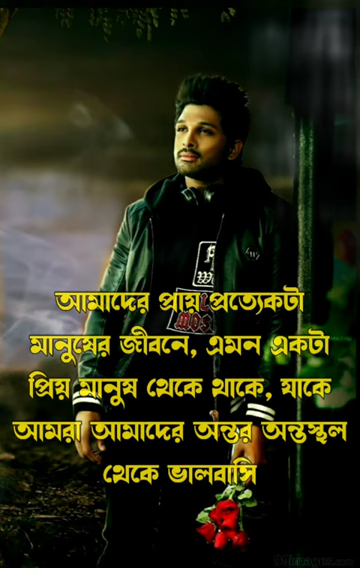 আমাদের প্রায় প্রত্যেকটা
মানুষের জীবনে, এমন একটা
প্রিয় মানুষ থেকে থাকে, যাকে
আমরা আমাদের অন্তর অন্তস্থল
থেকে ভালবাসি